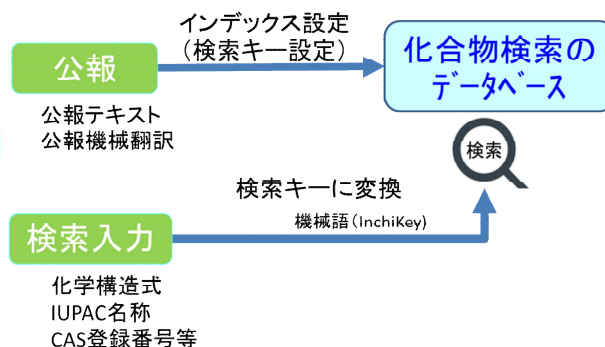 インデックス設定
(検索キー設定)
公報
化合物検索の
データベース
公報テキスト
公報機械翻訳
検索
検索キーに変換
機械語(InchiKey)
検索入力
化学構造式
IUPAC名称
CAS登録番号等